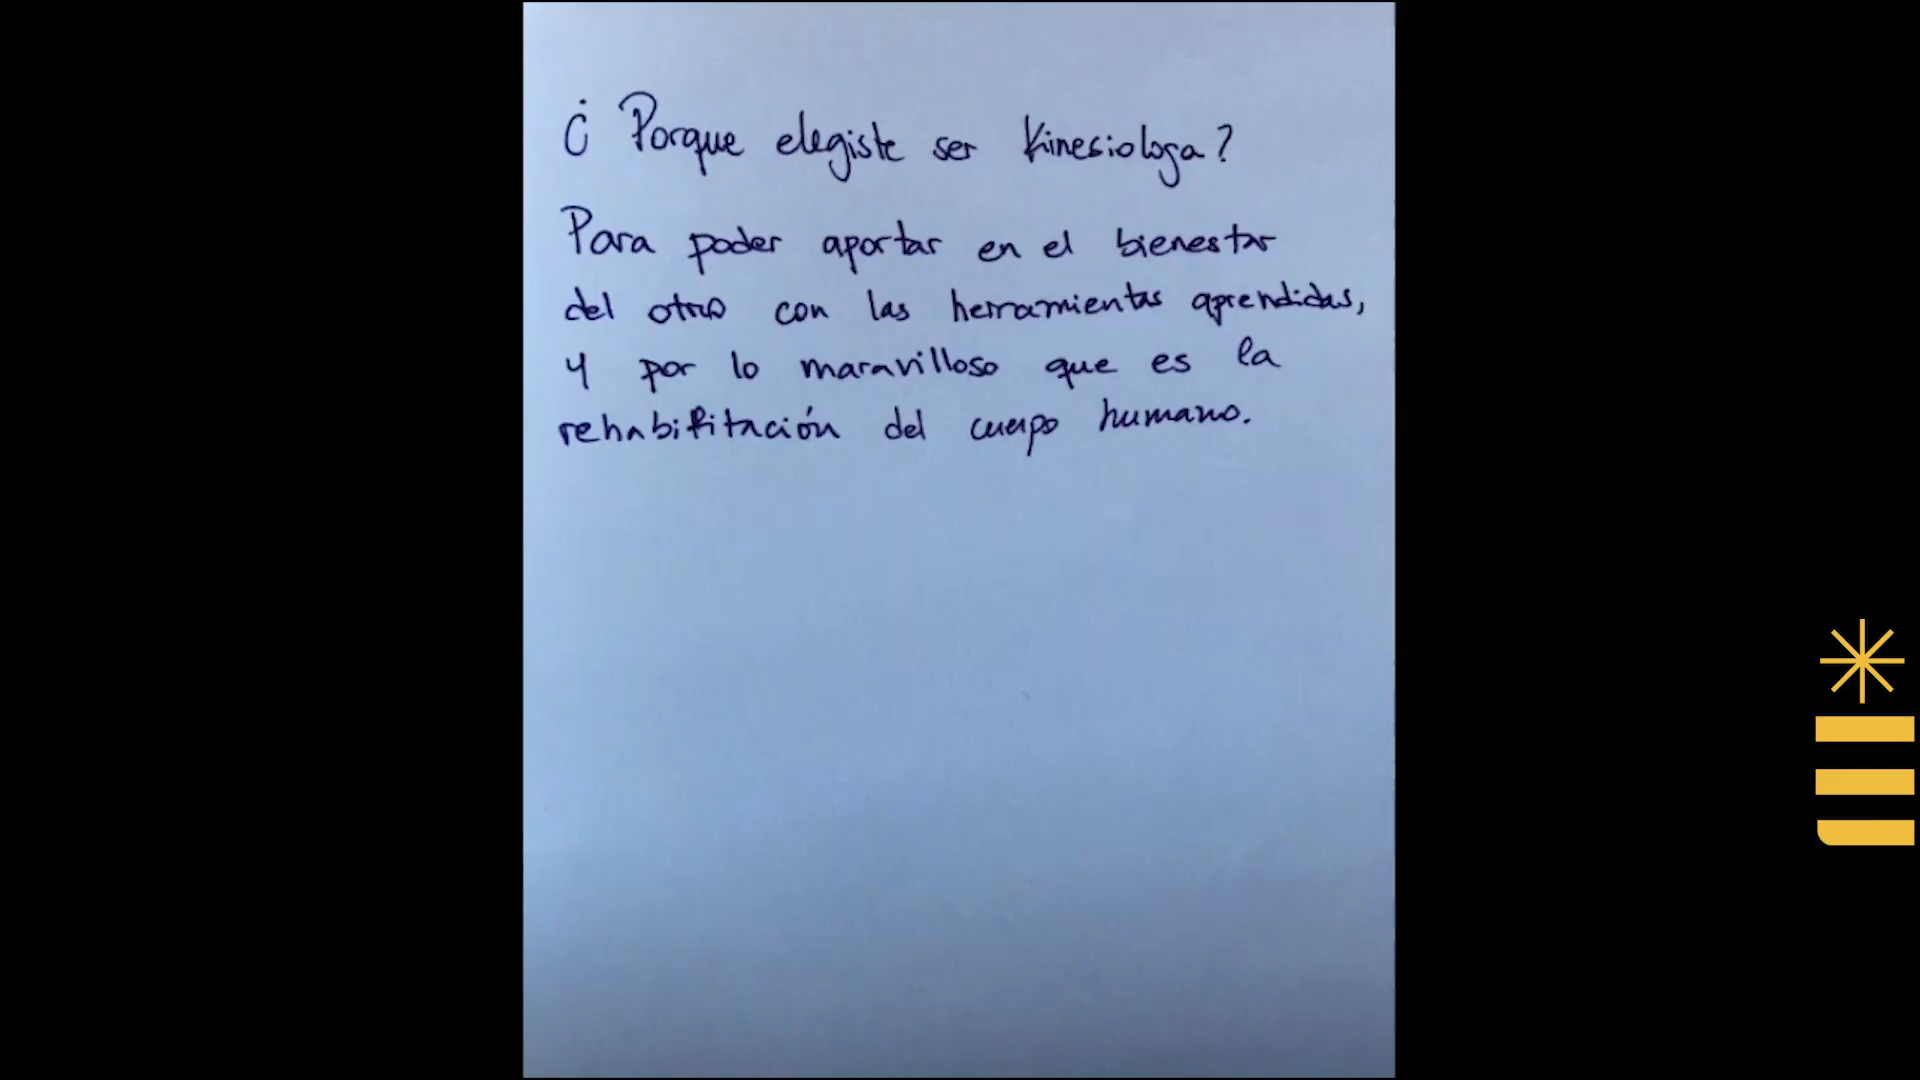 ¿Porque elegiste ser Kinesiologa?
Para poder aportar en el bienestar
del otro con las herramientas aprendidas,
y por lo maravilloso que es la
rehabilitación del cuerpo humano.